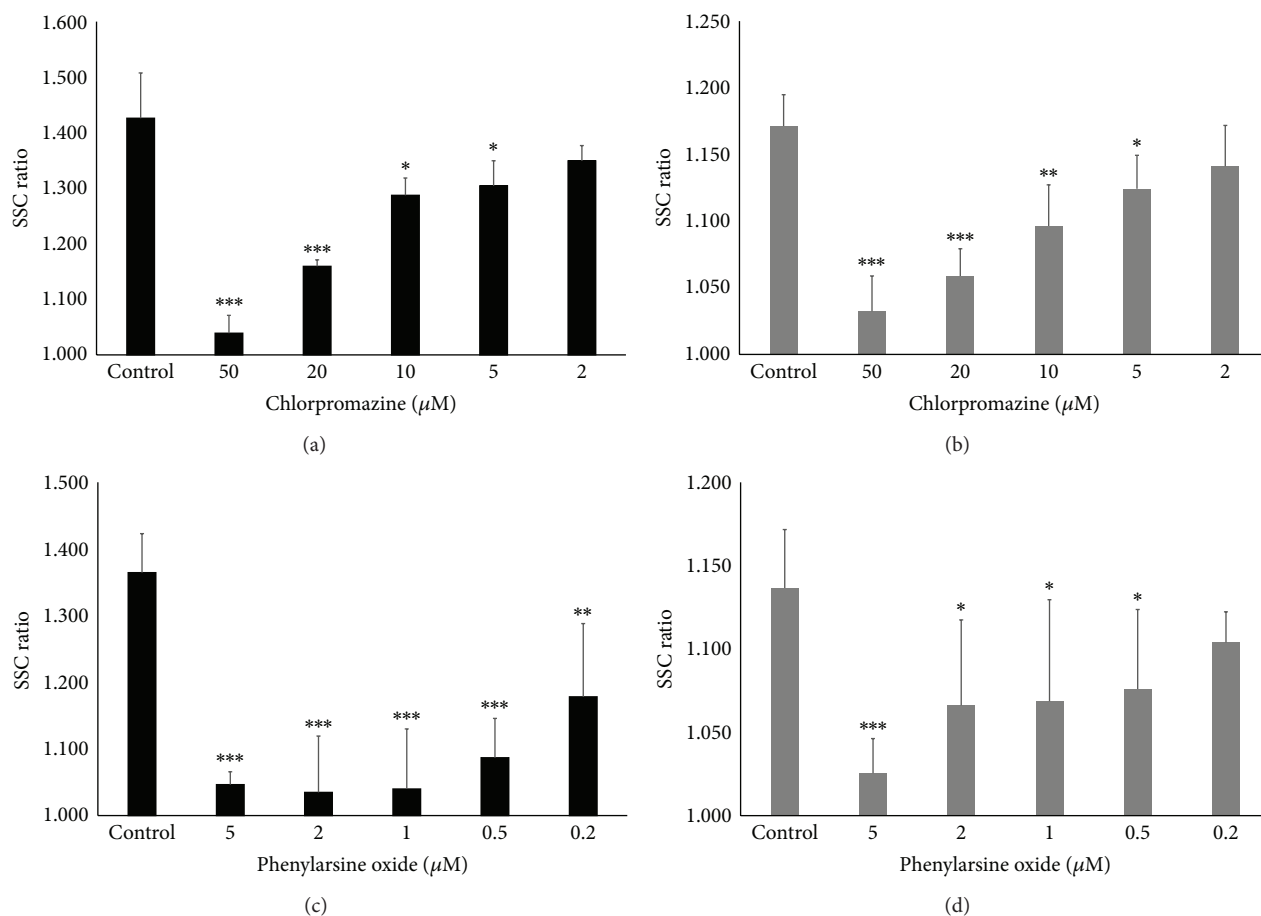 1.600
1.500
1.400
1.300
1.200
1.100
1.000
SSC ratio
***
***
*
*
Control 50 20 10 5 2
Chlorpromazine (μM)
(a)
1.250
1.200
1.150
1.100
1.050
1.000
SSC ratio
***
***
**
*
Control 50 20 10 5 2
Chlorpromazine (μM)
(b)
1.500
1.400
1.300
1.200
1.100
1.000
SSC ratio
***
***
***
***
**
Control 5 2 1 0.5 0.2
Phenylarsine oxide (μM)
(c)
1.200
1.150
1.100
1.050
1.000
SSC ratio
***
*
*
*
Control 5 2 1 0.5 0.2
Phenylarsine oxide (μM)
(d)